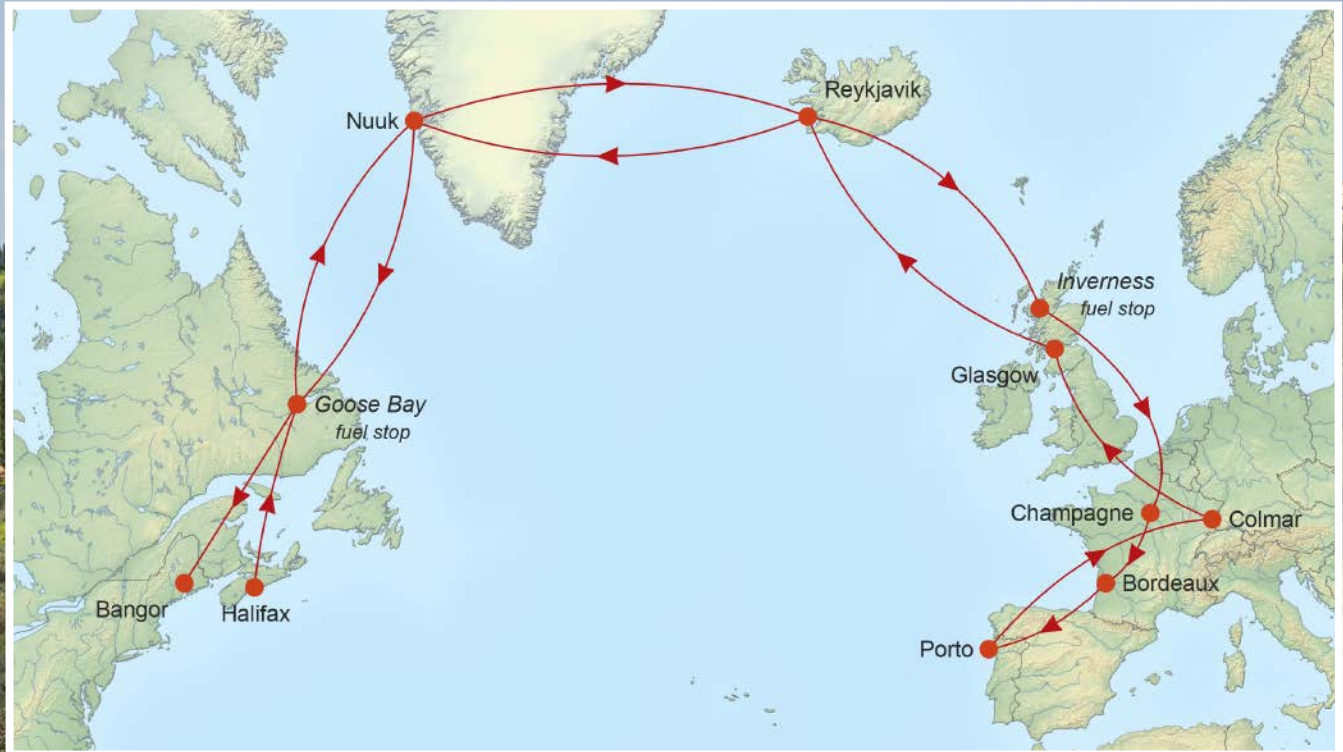 Reykjavik
Nuuk
Inverness
fuel stop
Glasgow
Goose Bay
fuel stop
Champagne
Colmar
Bordeaux
Bangor
Halifax
Porto